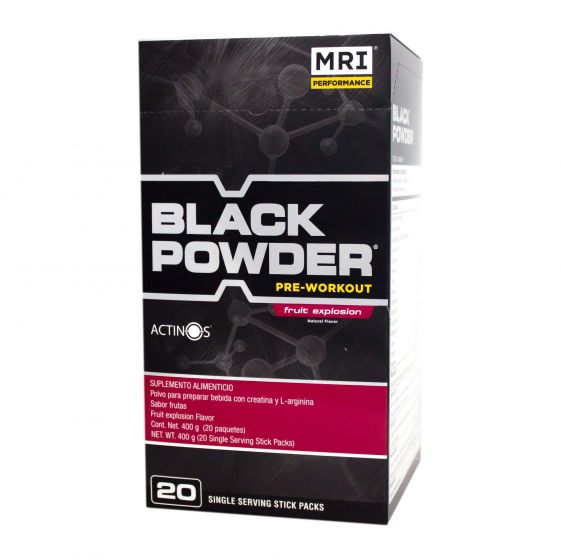 MRI®
PERFORMANCE
BLACK
POWDER®
PRE-WORKOUT
fruit explosion
Natural Flavor
ACTINOS
SUPLEMENTO ALIMENTICIO
Polvo para preparar bebida con creatina y L-arginina
Sabor frutas
Fruit explosion Flavor
Cont. Net. 400 g (20 paquetes)
NET. WT. 400 g (20 Single Serving Stick Packs)
20 SINGLE SERVING STICK PACKS
BLACK
POWDER